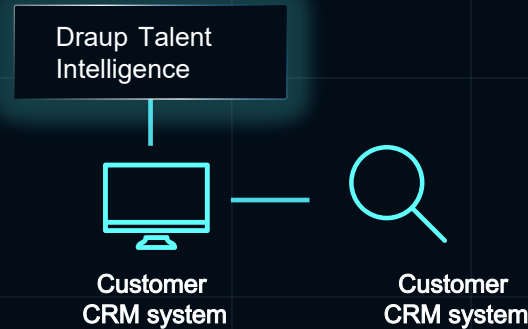 Draup Talent
Intelligence
Customer
CRM system
Customer
CRM system